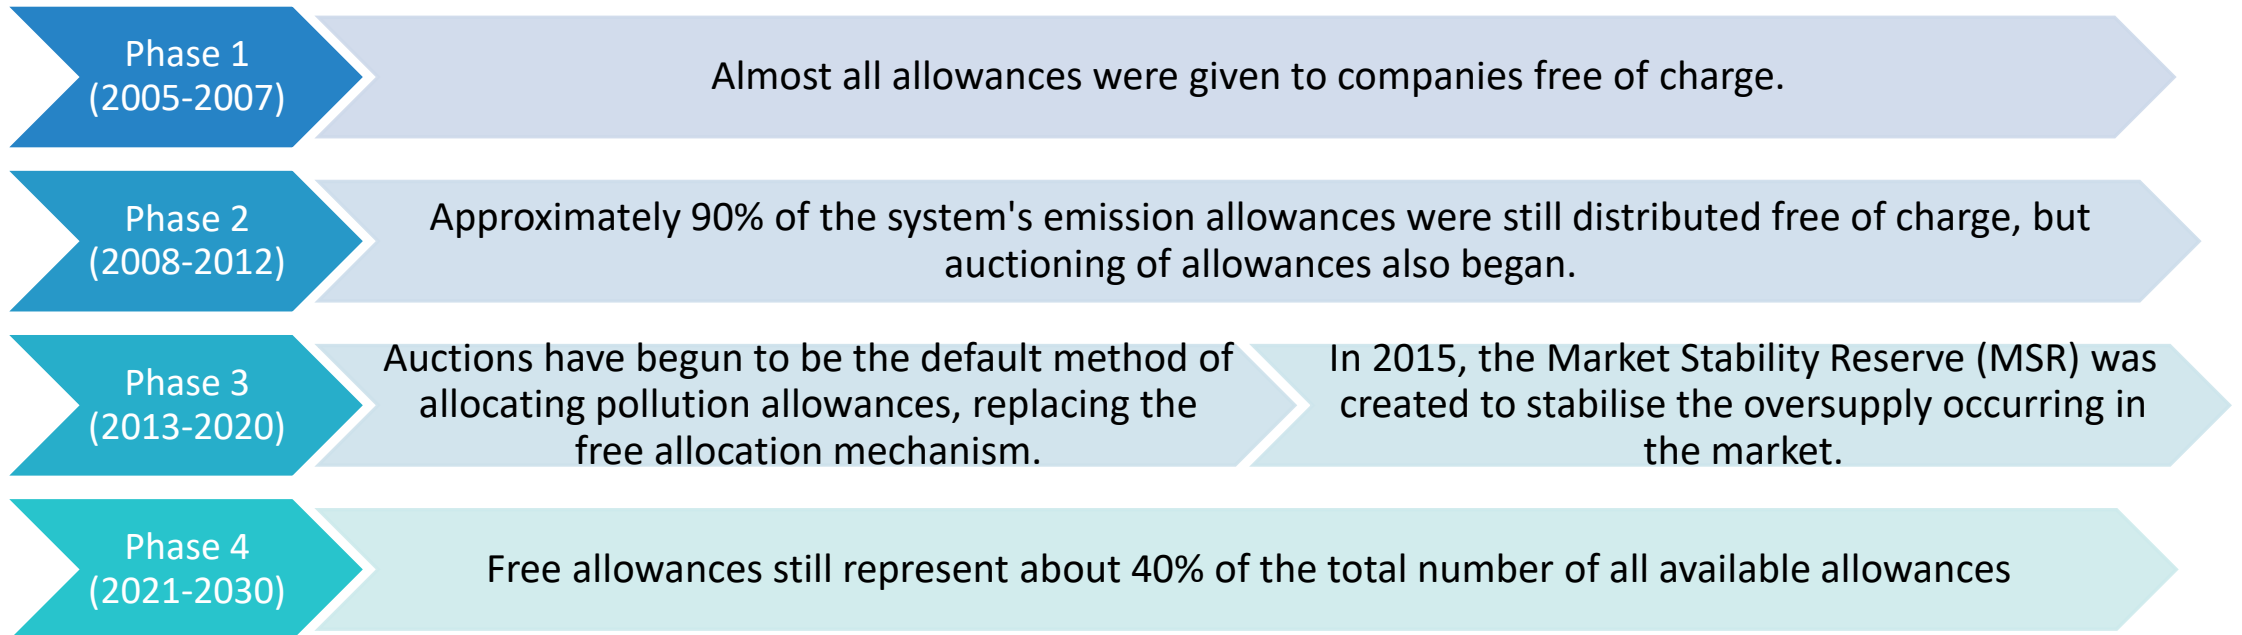 Phase 1
(2005-2007)
Almost all allowances were given to companies free of charge.
Phase 2
(2008-2012)
Approximately 90% of the system's emission allowances were still distributed free of charge, but
auctioning of allowances also began.
Phase 3
(2013-2020)
Auctions have begun to be the default method of
allocating pollution allowances, replacing the
free allocation mechanism.
In 2015, the Market Stability Reserve (MSR) was
created to stabilise the oversupply occurring in
the market.
Phase 4
(2021-2030)
Free allowances still represent about 40% of the total number of all available allowances